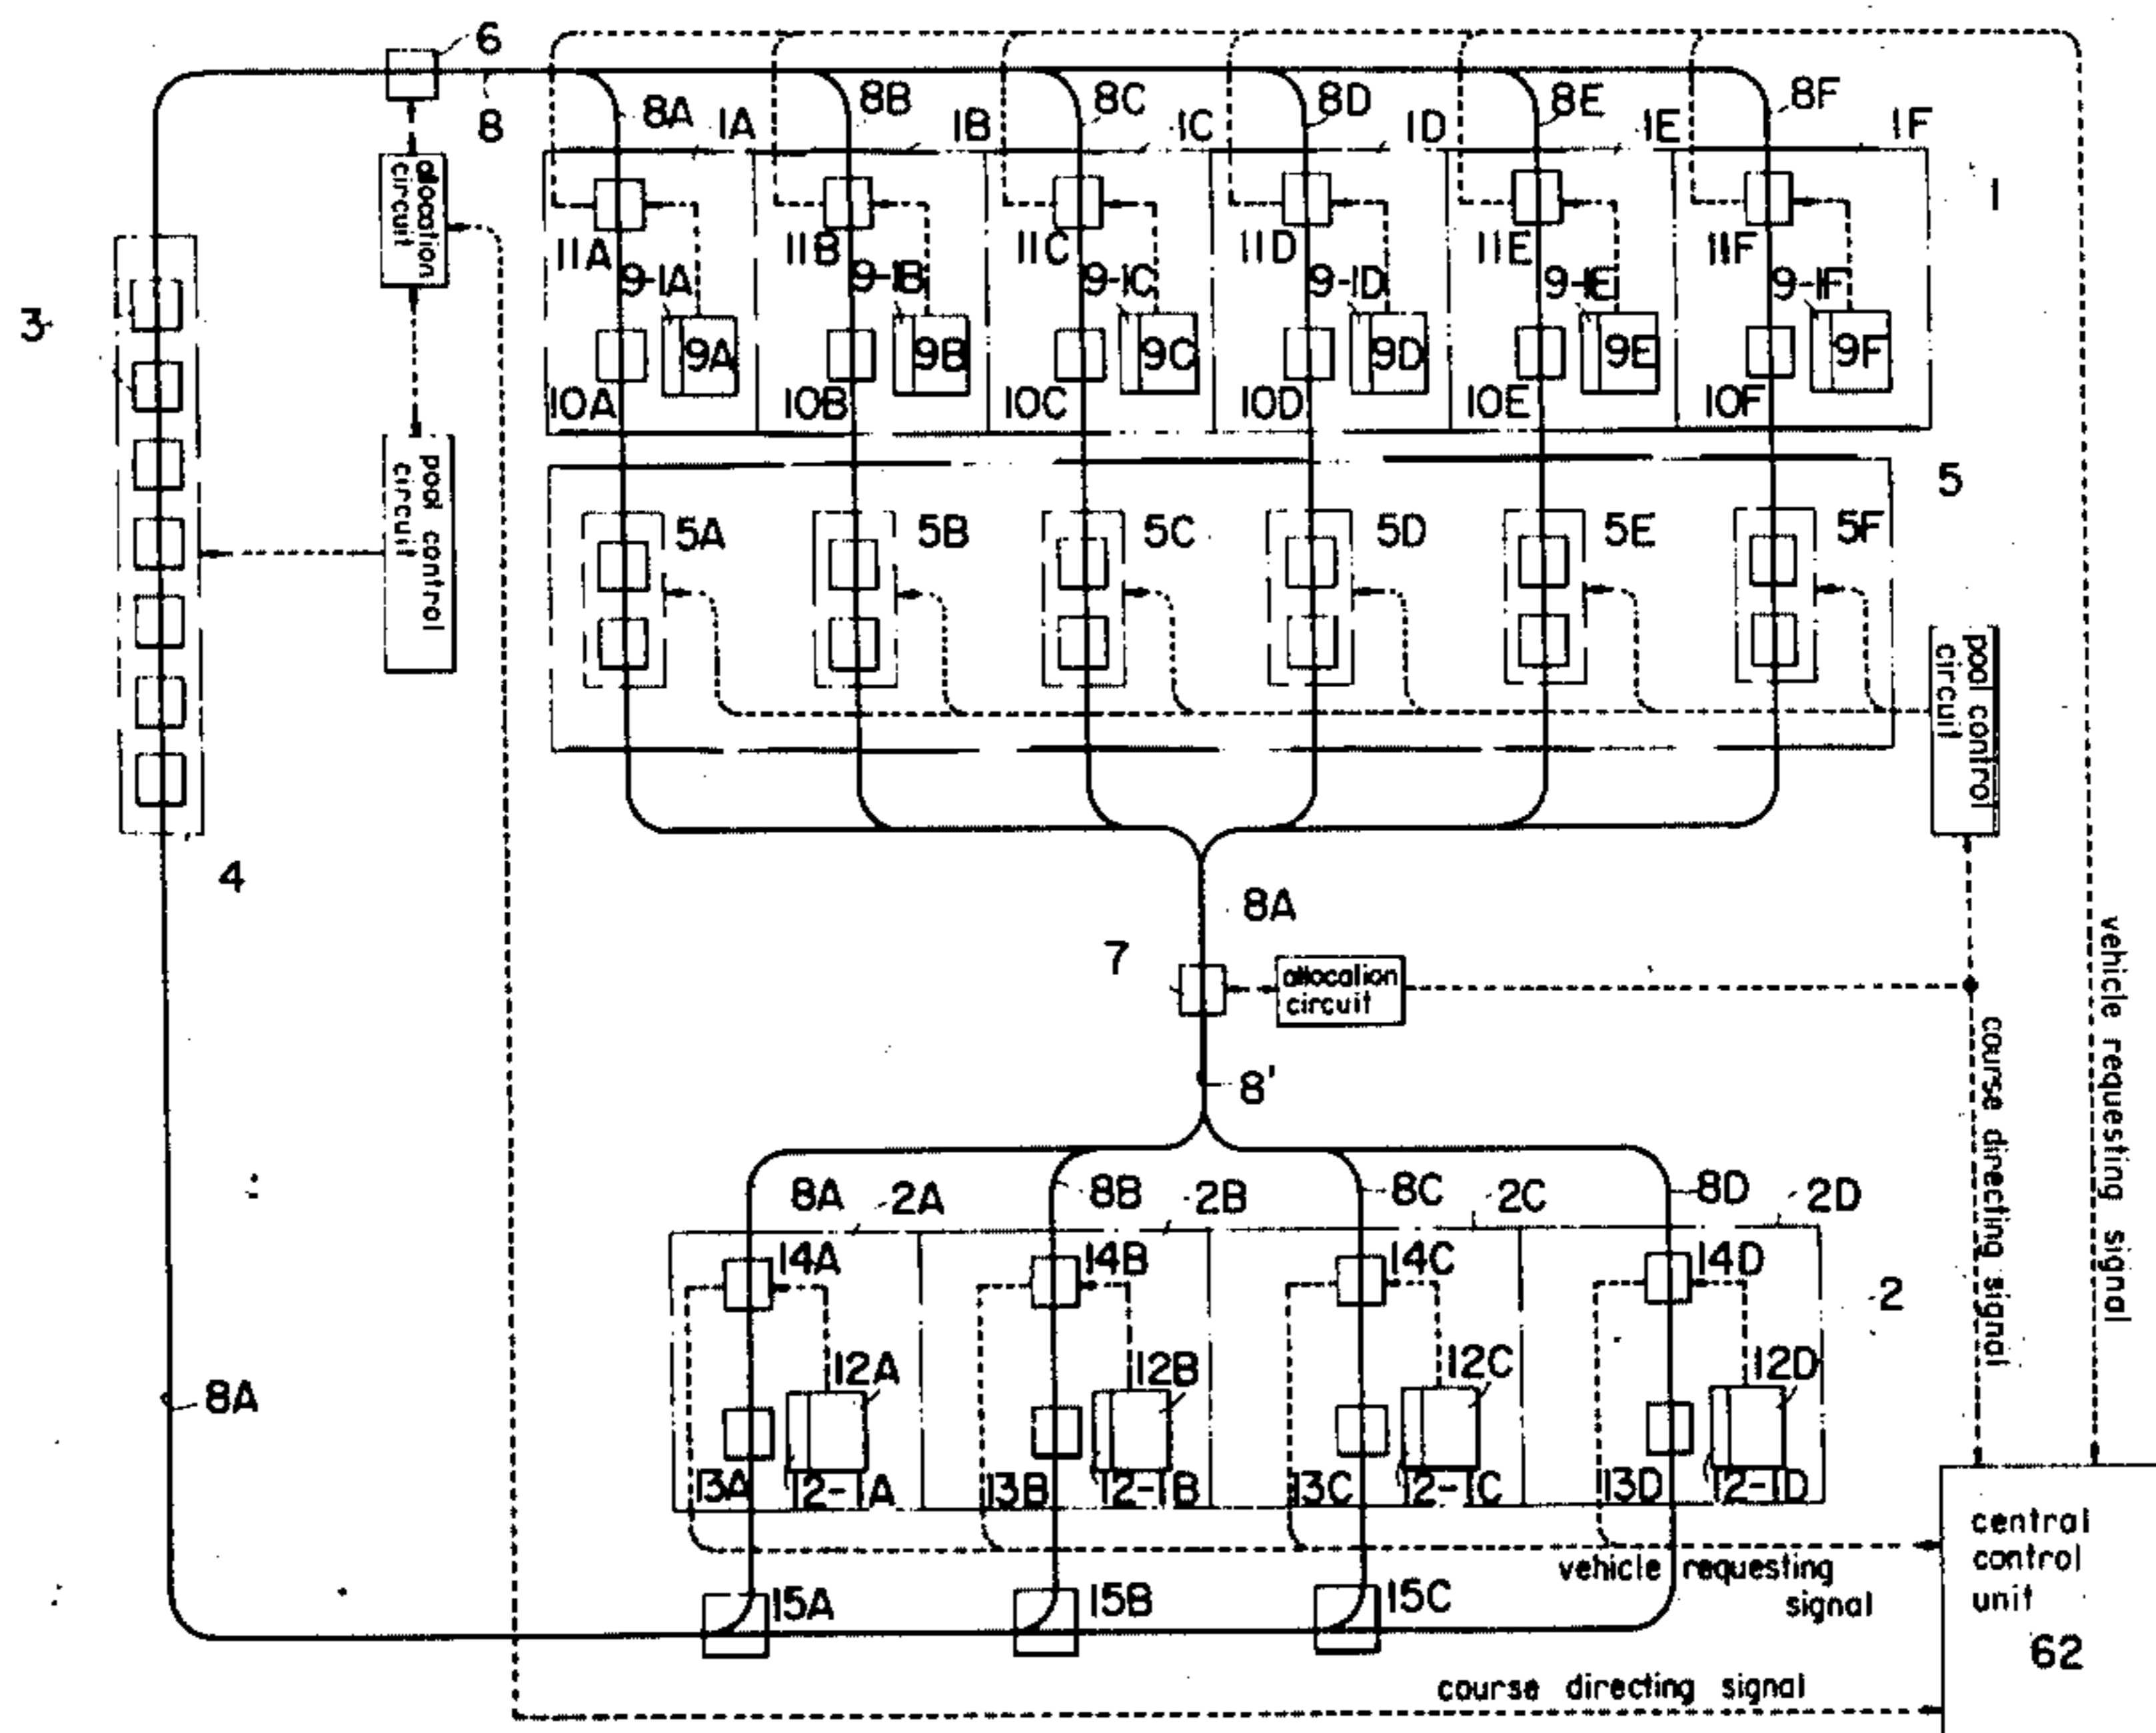 6
8
8A
8B
8C
8D
8E
8F
1A
1B
1C
1D
1E
1F
1
allocation
circuit
11A
11B
11C
11D
11E
11F
9-1A
9-1B
9-1C
9-1D
9-1E
9-1F
3
9A
9B
9C
9D
9E
9F
10A
10B
10C
10D
10E
10F
pool control
circuit
5
5A
5B
5C
5D
5E
5F
pool control
circuit
4
8A
7
allocation
circuit
8'
vehicle requesting signal
course directing signal
8A
2A
8B
2B
8C
2C
8D
2D
14A
14B
14C
14D
2
12A
12B
12C
12D
8A
13A
12-1A
13B
12-1B
13C
12-1C
13D
12-1D
central
control
unit
62
vehicle requesting
signal
15A
15B
15C
course directing signal